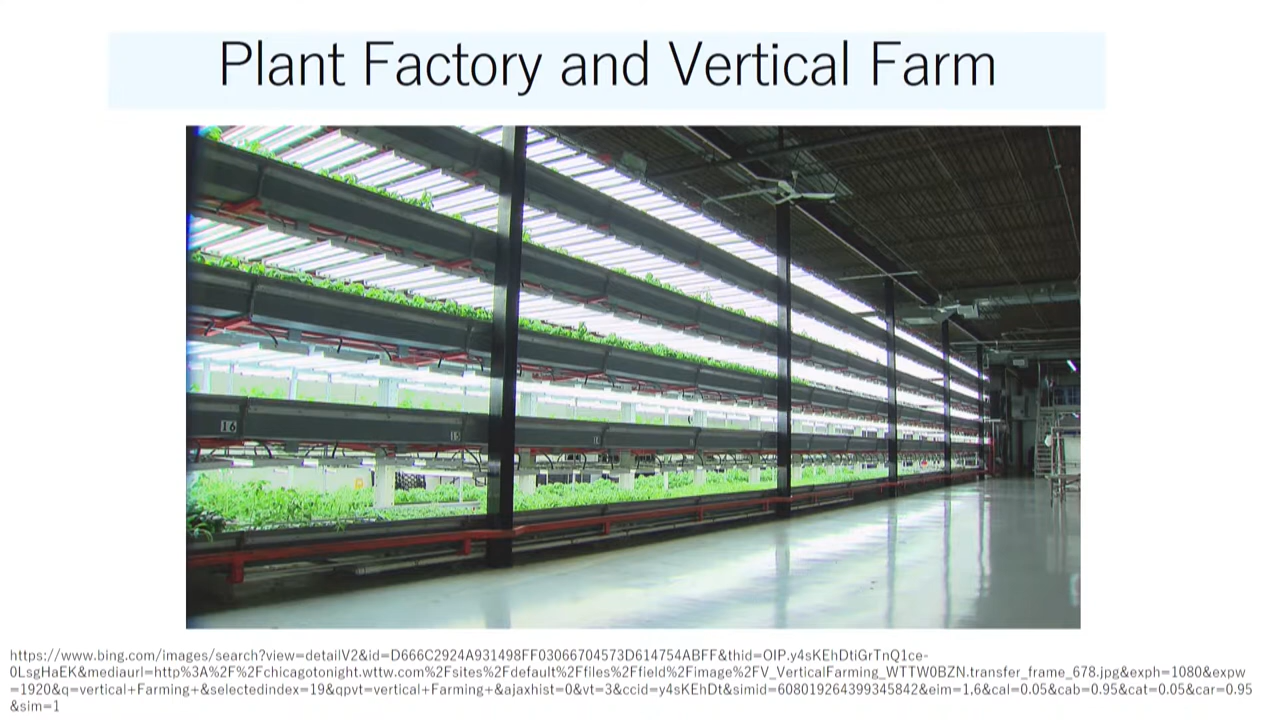 Plant Factory and Vertical Farm
16
15
https://www.bing.com/images/search?view=detailV2&id=D666C2924A931498FF03066704573D614754ABFF&thid=OIP.y4sKEhDtiGrTnQ1ce-
0LsgHaEK&mediaurl=http%3A%2F%2Fchicagotonight.wttw.com%2Fsites%2Fdefault%2Ffiles%2Ffield%2Fimage%2FV_VerticalFarming_WTTW0BZN.transfer_frame_678.jpg&exph=1080&expw
=1920&q=vertical+Farming+&selectedindex=19&qpvt=vertical+Farming+&ajaxhist=0&vt=3&ccid=y4sKEhDt&simid=608019264399345842&eim=1,6&cal=0.05&cab=0.95&cat=0.05&car=0.95
&sim=1